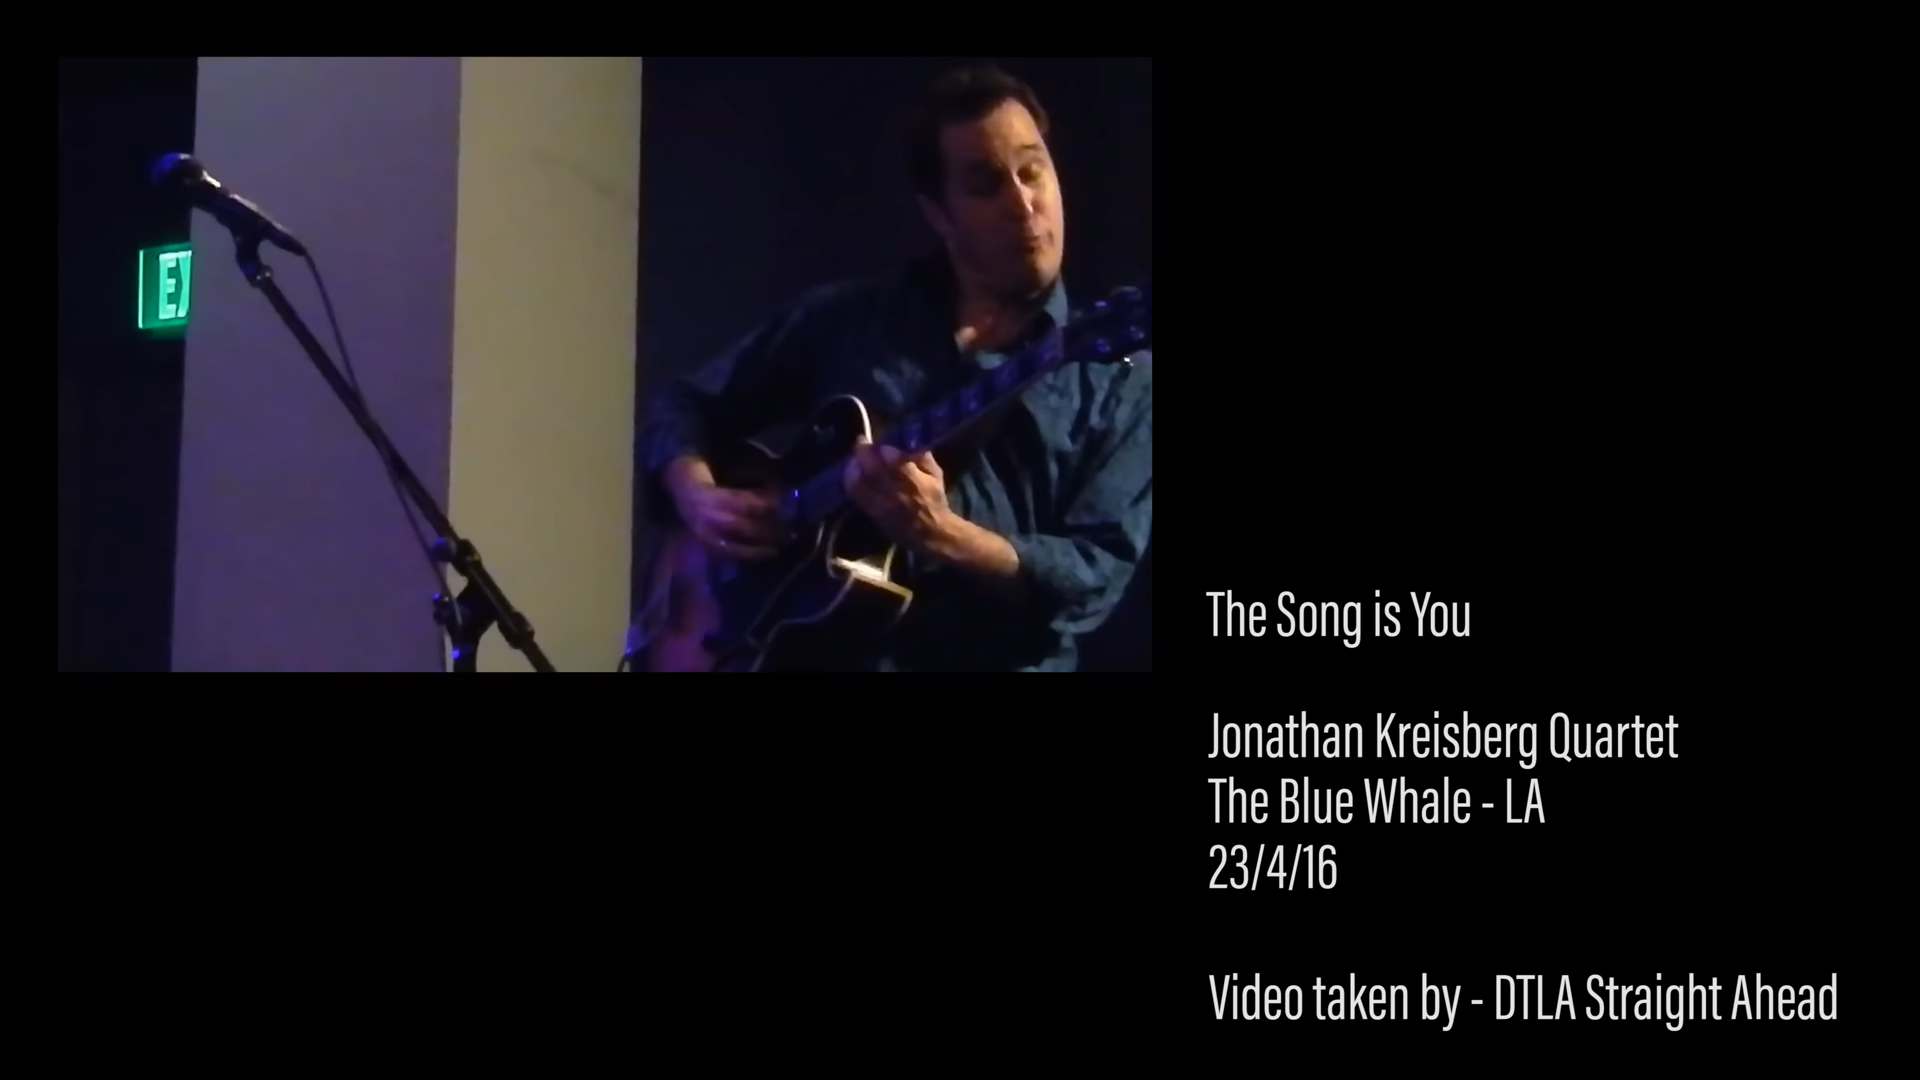 EX
The Song is You
Jonathan Kreisberg Quartet
The Blue Whale - LA
23/4/16
Video taken by - DTLA Straight Ahead